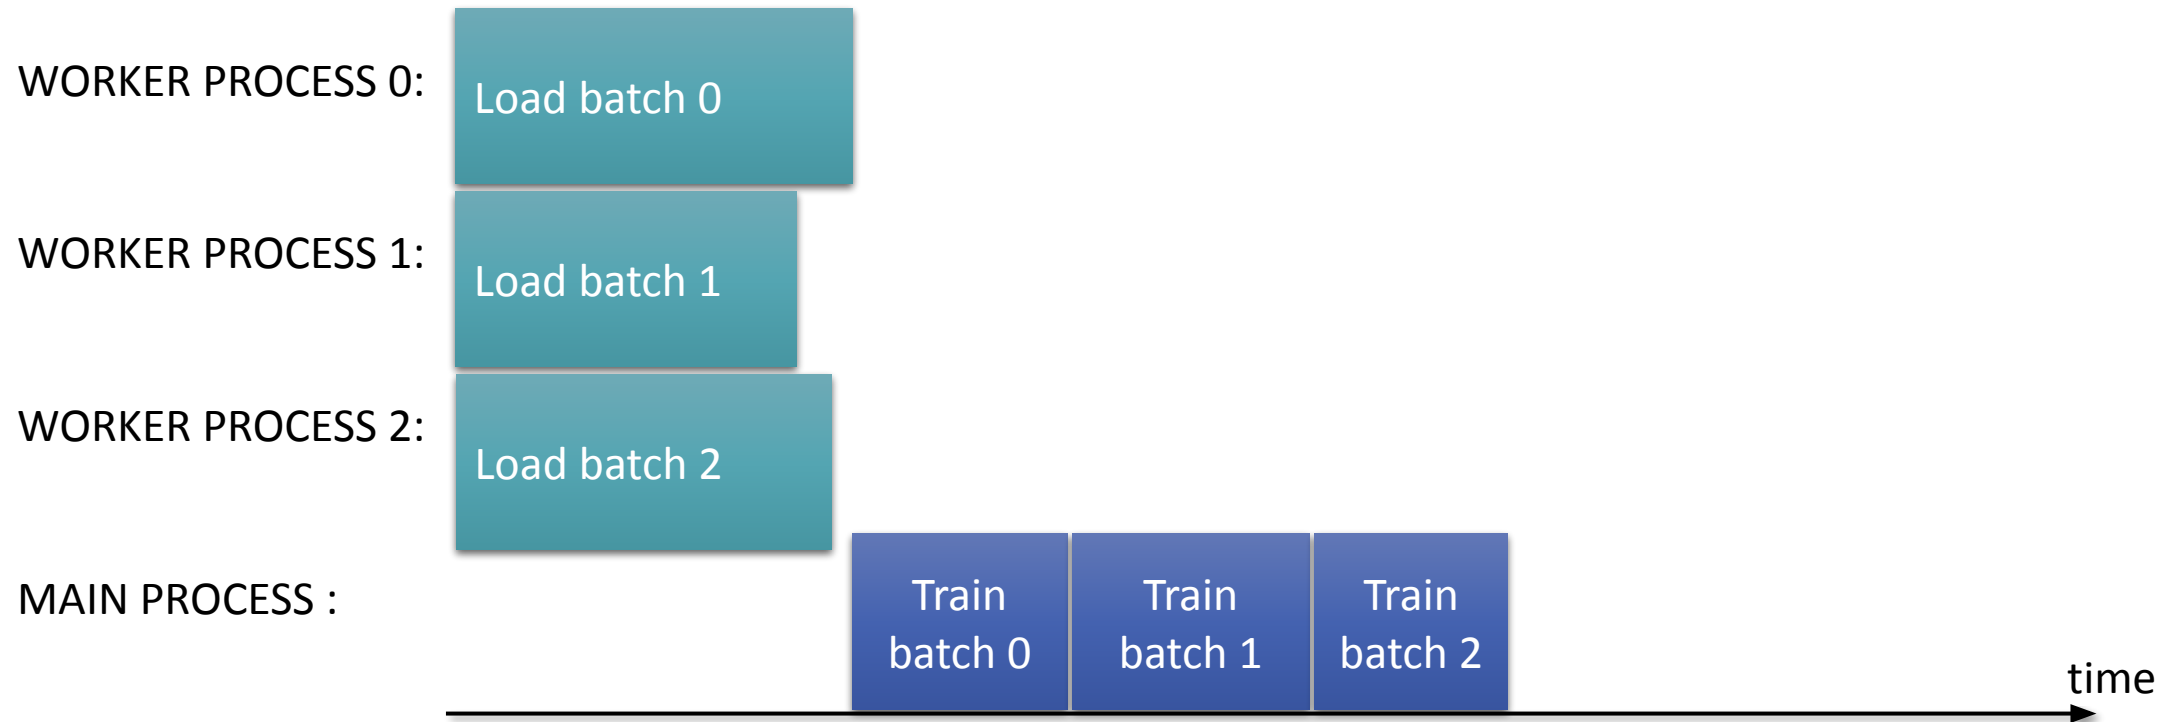 WORKER PROCESS 0:
Load batch 0
WORKER PROCESS 1:
Load batch 1
WORKER PROCESS 2:
Load batch 2
MAIN PROCESS :
Train
batch 0
Train
batch 1
Train
batch 2
time